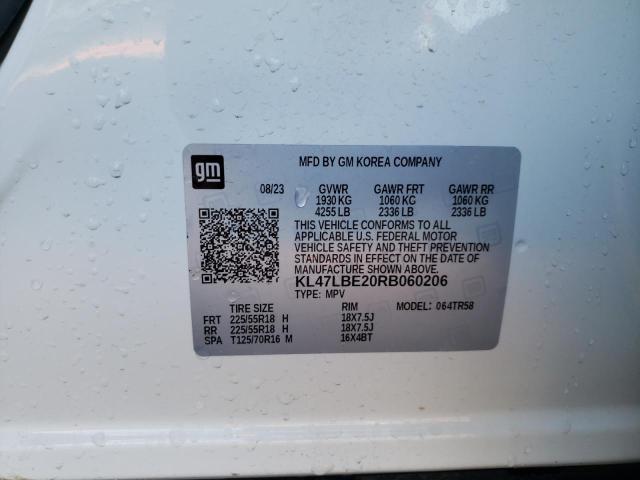 gm
MFD BY GM KOREA COMPANY
08/23 GVWR GAWR FRT GAWR RR
1930 KG 1060 KG 1060 KG
4255 LB 2336 LB 2336 LB
THIS VEHICLE CONFORMS TO ALL
APPLICABLE U.S. FEDERAL MOTOR
VEHICLE SAFETY AND THEFT PREVENTION
STANDARDS IN EFFECT ON THE DATE OF
MANUFACTURE SHOWN ABOVE.
KL47LBE20RB060206
TYPE: MPV
TIRE SIZE RIM MODEL: 064TR58
FRT 225/55R18 H 18X7.5J
RR 225/55R18 H 18X7.5J
SPA T125/70R16 M 16X4BT